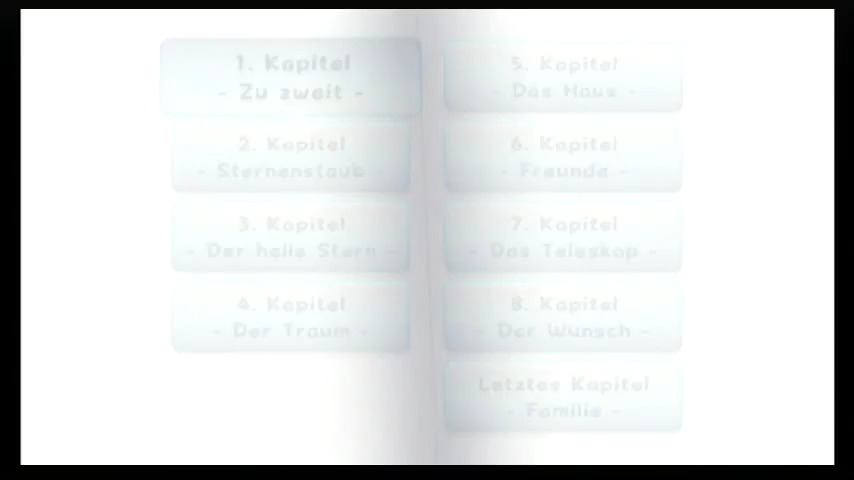 1. Kapitel
- Zu zweit -
2. Kapitel
- Sternenstaub -
3. Kapitel
- Der helle Stern -
4. Kapitel
- Der Traum -
5. Kapitel
- Das Haus -
6. Kapitel
- Freunde -
7. Kapitel
- Das Teleskop -
8. Kapitel
- Der Wunsch -
Letztes Kapitel
- Familie -